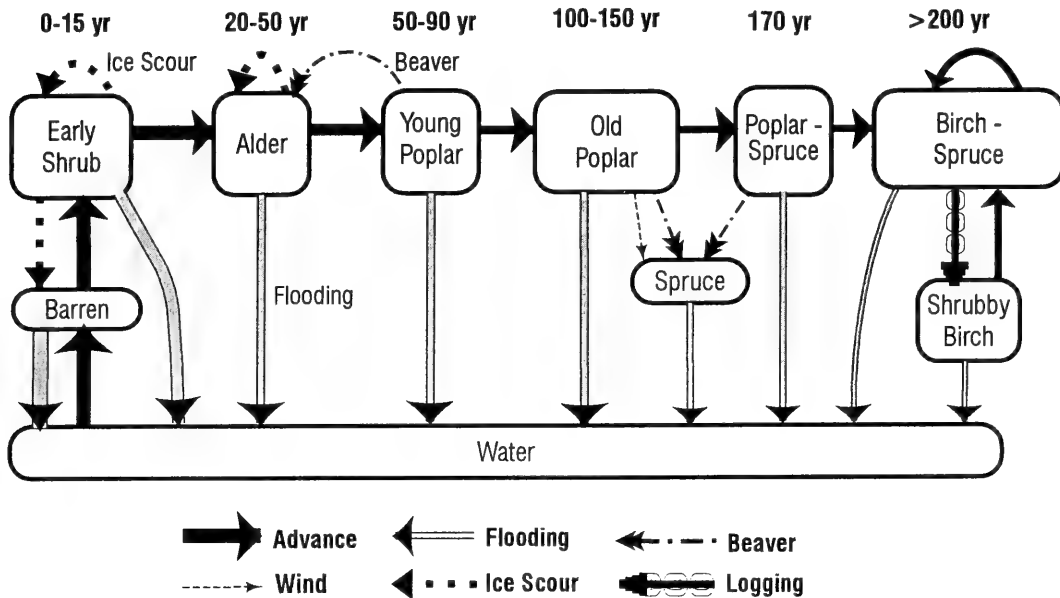 0-15 yr
20-50 yr
50-90 yr
100-150 yr
170 yr
>200 yr
Ice Scour
Beaver
Early
Shrub
Alder
Young
Poplar
Old
Poplar
Poplar -
Spruce
Birch -
Spruce
Barren
Flooding
Spruce
Shrubby
Birch
Water
Advance
Flooding
Beaver
Wind
Ice Scour
Logging